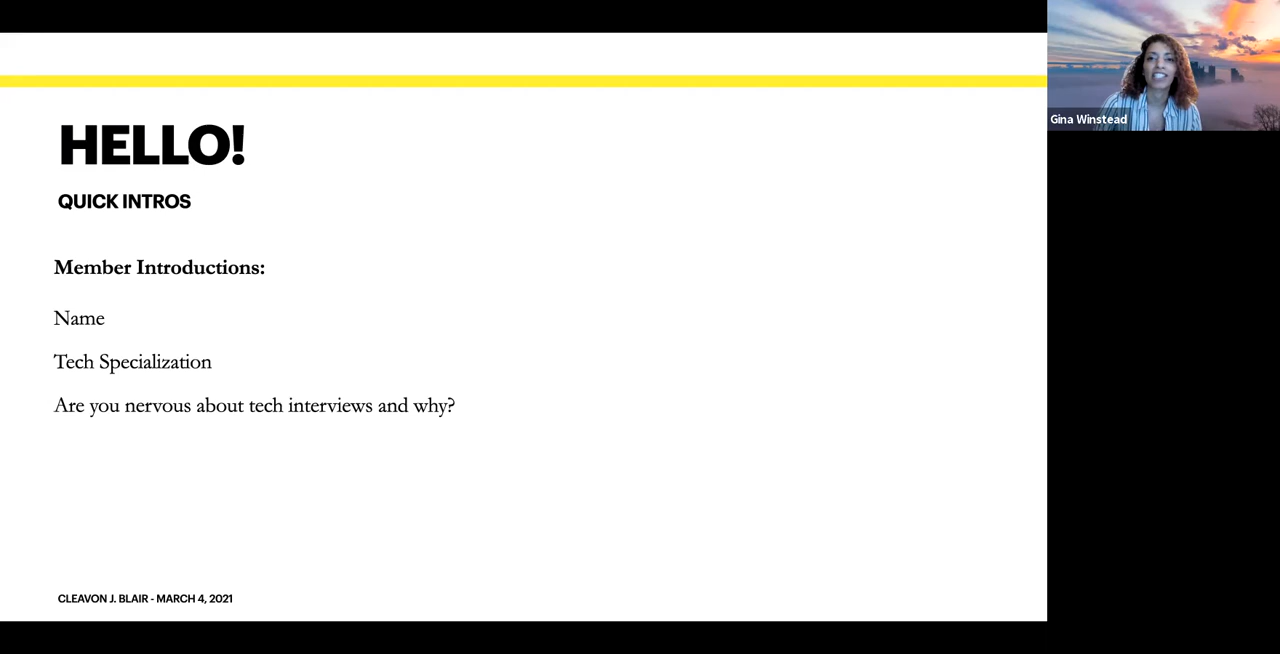 HELLO!
QUICK INTROS
Member Introductions:
Name
Tech Specialization
Are you nervous about tech interviews and why?
CLEAVON J. BLAIR - MARCH 4, 2021
Gina Winstead